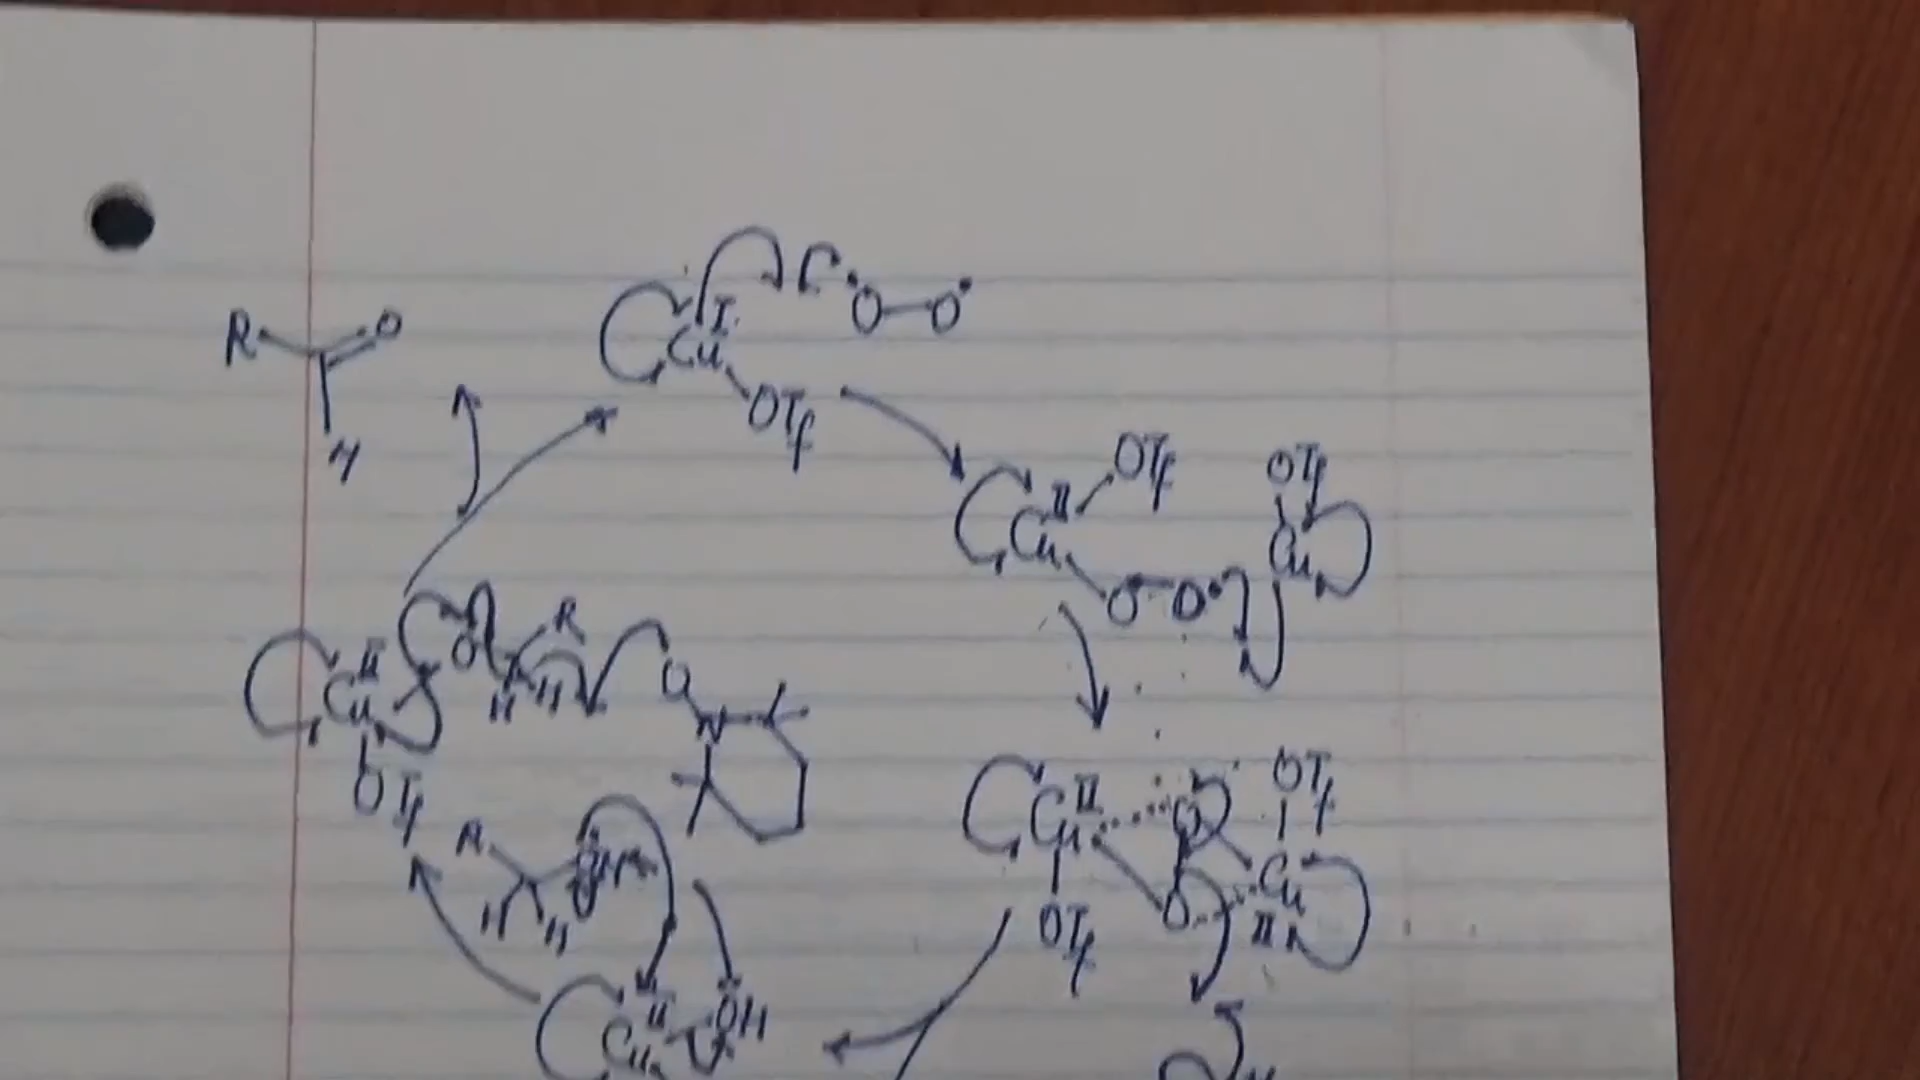 R O
H
Cu I O—O
OTf
Cu II OTf
O—O
OTf
Cu
Cu II O R
H H
OTf
O
N
Cu II O OTf
O Cu
OTf II
R
H H
Cu II OH